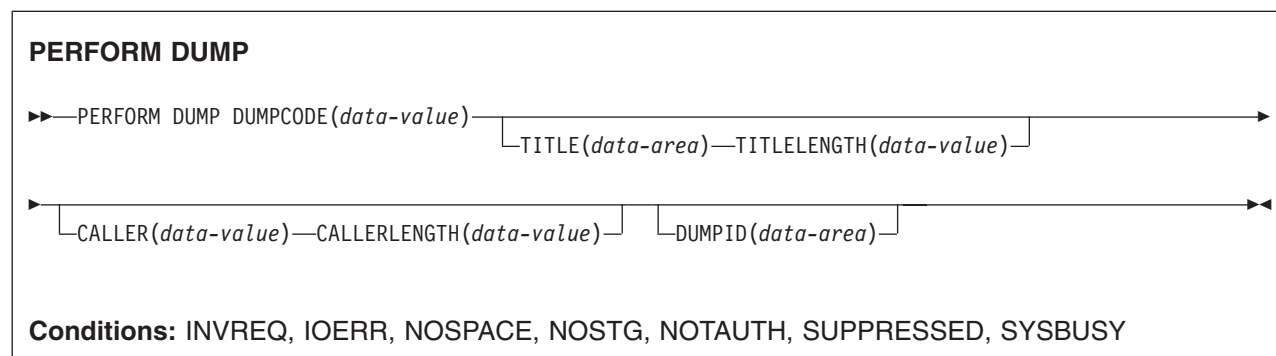 PERFORM DUMP
PERFORM DUMP DUMPCODE(data-value)
TITLE(data-area) TITLELENGTH(data-value)
CALLER(data-value) CALLERLENGTH(data-value) DUMPID(data-area)
Conditions: INVREQ, IOERR, NOSPACE, NOSTG, NOTAUTH, SUPPRESSED, SYSBUSY